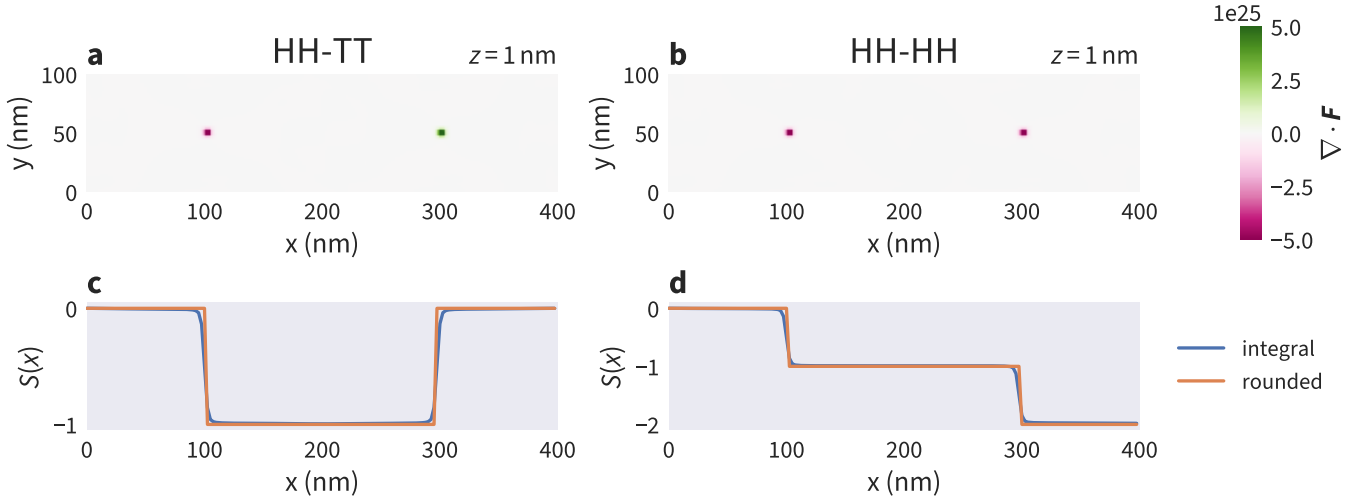 a HH-TT z = 1 nm
100
50
0
y (nm)
0 100 200 300 400
x (nm)
b HH-HH z = 1 nm
100
50
0
y (nm)
0 100 200 300 400
x (nm)
1e25
5.0
2.5
0.0
−2.5
−5.0
∇ · F
c
0
−1
S(x)
0 100 200 300 400
x (nm)
d
0
−1
−2
S(x)
0 100 200 300 400
x (nm)
integral
rounded